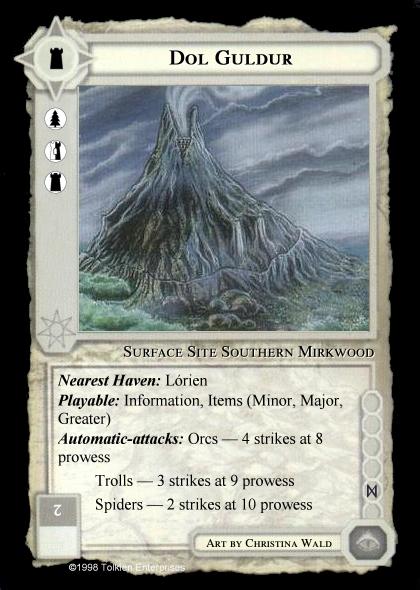 DOL GULDUR
SURFACE SITE SOUTHERN MIRKWOOD
Nearest Haven: Lórien
Playable: Information, Items (Minor, Major,
Greater)
Automatic-attacks: Orcs — 4 strikes at 8
prowess
Trolls — 3 strikes at 9 prowess
Spiders — 2 strikes at 10 prowess
2
ART BY CHRISTINA WALD
©1998 Tolkien Enterprises